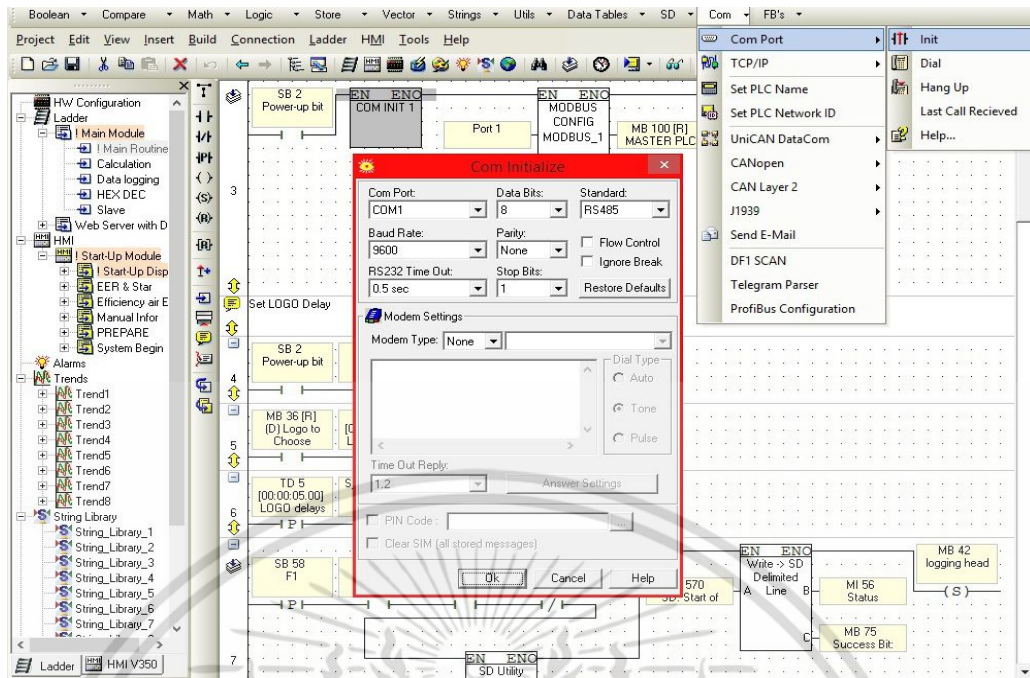 Boolean Compare Math Logic Store Vector Strings Utils Data Tables SD Com FB's
Project Edit View Insert Build Connection Ladder HMI Tools Help
Com Port
TCP/IP
Set PLC Name
Set PLC Network ID
UniCAN DataCom
CANopen
CAN Layer 2
J1939
Send E-Mail
DF1 SCAN
Telegram Parser
ProfiBus Configuration
Init
Dial
Hang Up
Last Call Recieved
Help...
HW Configuration
Ladder
! Main Module
! Main Routine
Calculation
Data logging
HEX DEC
Slave
Web Server with D
HMI
! Start-Up Module
! Start-Up Disp
EER & Star
Efficiency air E
Manual Infor
PREPARE
System Begin
Alarms
Trends
Trend1
Trend2
Trend3
Trend4
Trend5
Trend6
Trend7
Trend8
String Library
String_Library_1
String_Library_2
String_Library_3
String_Library_4
String_Library_5
String_Library_6
String_Library_7
Ladder HMI V350
SB 2
Power-up bit
EN ENO
COM INIT 1
Port 1
EN ENO
MODBUS
CONFIG
MODBUS_1
MB 100 [R]
MASTER PLC
3
Set LOGO Delay
SB 2
Power-up bit
4
MB 36 [R]
(D) Logo to
Choose
5
TD 5
[00:00:05.00]
LOGO delays
P
6
SB 58
F1
P
7
EN ENO
SD Utility
570
SD: Start of
EN ENO
Write -> SD
Delimited
A Line B
C
MI 56
Status
MB 75
Success Bit:
MB 42
logging head
(S)
Com Initialize
Com Port:
COM1
Data Bits:
8
Standard:
RS485
Baud Rate:
9600
Parity:
None
Flow Control
Ignore Break
RS232 Time Out:
0.5 sec
Stop Bits:
1
Restore Defaults
Modem Settings
Modem Type: None
Dial Type
Auto
Tone
Pulse
Time Out Reply:
1.2
Answer Settings
PIN Code :
...
Clear SIM (all stored messages)
Ok Cancel Help